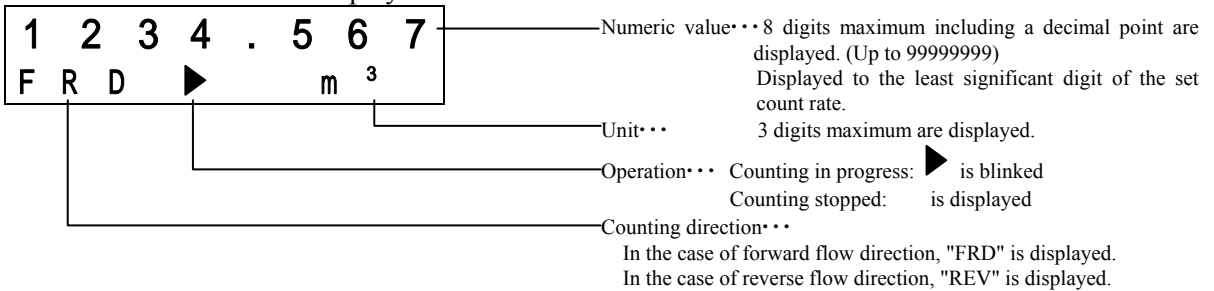 1 2 3 4 . 5 6 7
F R D ▶ m ³
Numeric value･･･8 digits maximum including a decimal point are
displayed. (Up to 99999999)
Displayed to the least significant digit of the set
count rate.
Unit･･･ 3 digits maximum are displayed.
Operation･･･ Counting in progress: ▶ is blinked
Counting stopped: is displayed
Counting direction･･･
In the case of forward flow direction, "FRD" is displayed.
In the case of reverse flow direction, "REV" is displayed.